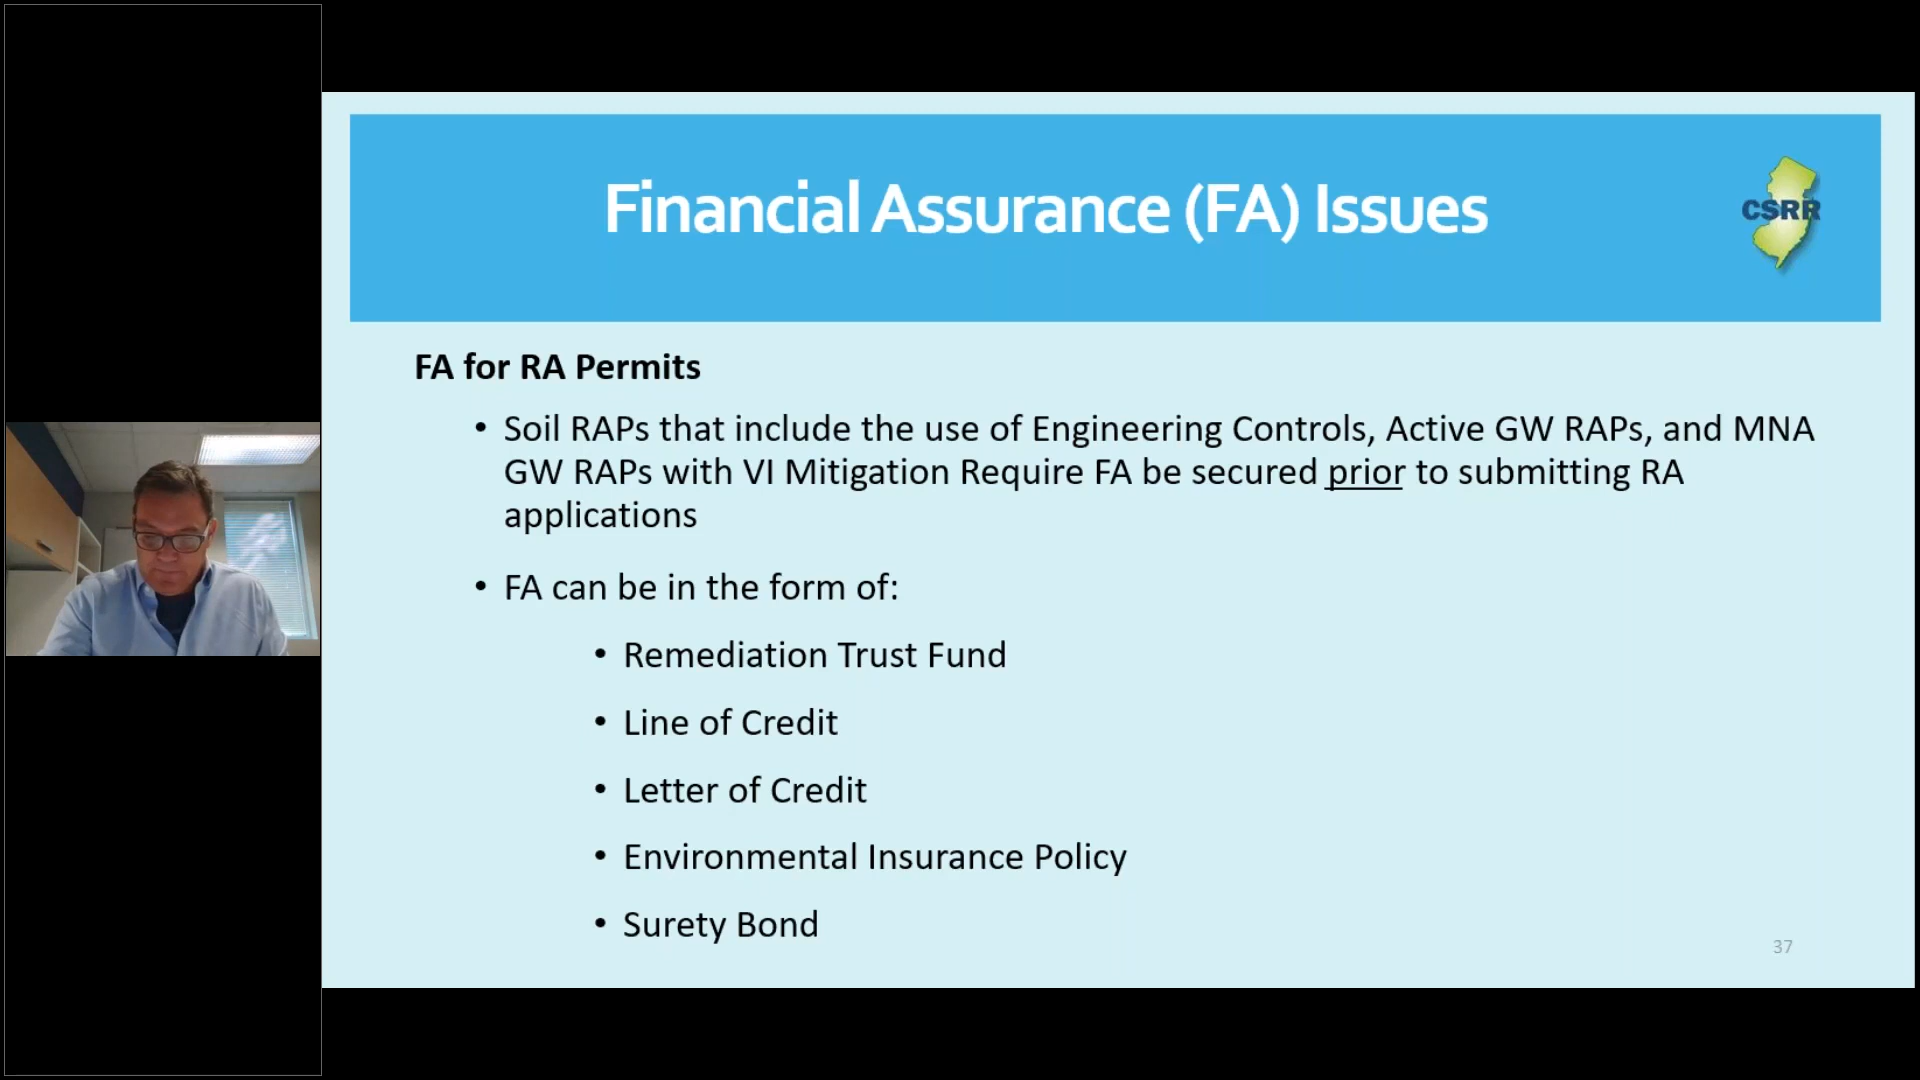 Financial Assurance (FA) Issues
CSRR
FA for RA Permits
• Soil RAPs that include the use of Engineering Controls, Active GW RAPs, and MNA
GW RAPs with VI Mitigation Require FA be secured prior to submitting RA
applications
• FA can be in the form of:
• Remediation Trust Fund
• Line of Credit
• Letter of Credit
• Environmental Insurance Policy
• Surety Bond
37